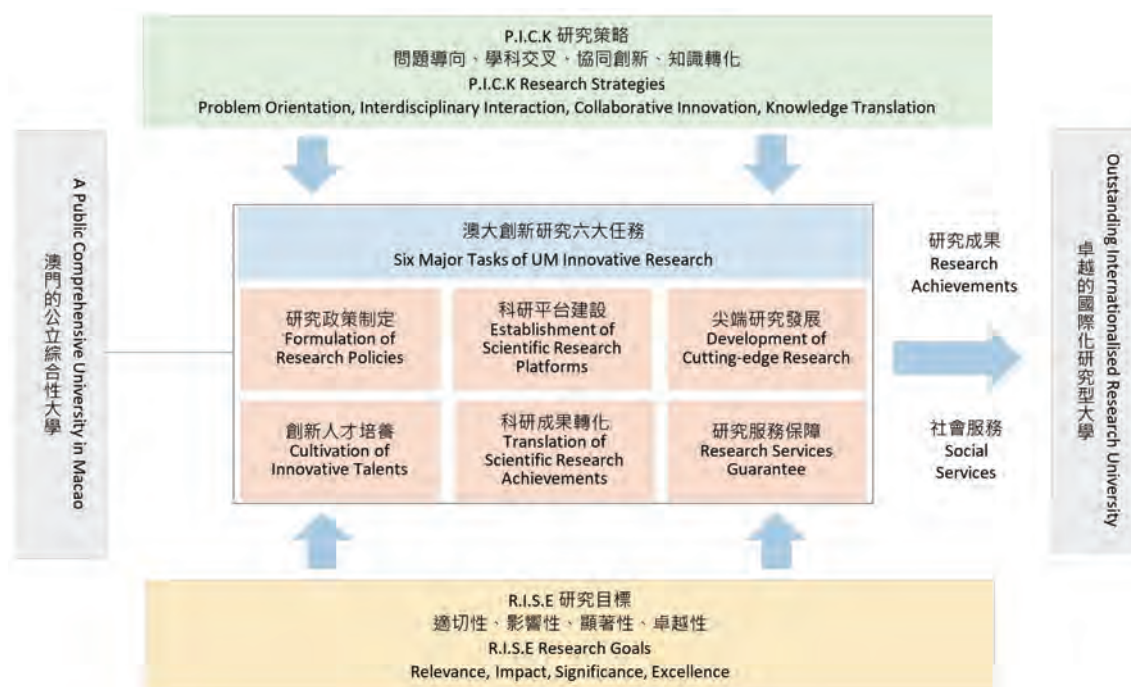 P.I.C.K 研究策略
問題導向、學科交叉、協同創新、知識轉化
P.I.C.K Research Strategies
Problem Orientation, Interdisciplinary Interaction, Collaborative Innovation, Knowledge Translation
A Public Comprehensive University in Macao
澳門的公立綜合性大學
澳大創新研究六大任務
Six Major Tasks of UM Innovative Research
研究政策制定
Formulation of
Research Policies
科研平台建設
Establishment of
Scientific Research
Platforms
尖端研究發展
Development of
Cutting-edge Research
創新人才培養
Cultivation of
Innovative Talents
科研成果轉化
Translation of
Scientific Research
Achievements
研究服務保障
Research Services
Guarantee
研究成果
Research
Achievements
社會服務
Social
Services
Outstanding Internationalised Research University
卓越的國際化研究型大學
R.I.S.E 研究目標
適切性、影響性、顯著性、卓越性
R.I.S.E Research Goals
Relevance, Impact, Significance, Excellence